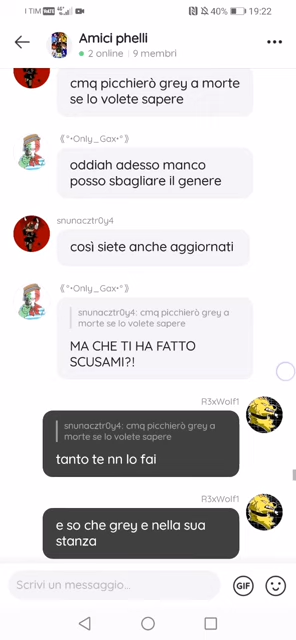 TIM 40% 19:22
Amici phelli
2 online 9 membri
cmq picchierò grey a morte
se lo volete sapere
《°•Only_Gax•°》
oddiah adesso manco
posso sbagliare il genere
snunacztr0y4
così siete anche aggiornati
《°•Only_Gax•°》
snunacztr0y4: cmq picchierò grey a
morte se lo volete sapere
MA CHE TI HA FATTO
SCUSAMI?!
R3xWolf1
snunacztr0y4: cmq picchierò grey a
morte se lo volete sapere
tanto te nn lo fai
R3xWolf1
e so che grey e nella sua
stanza
Scrivi un messaggio... GIF